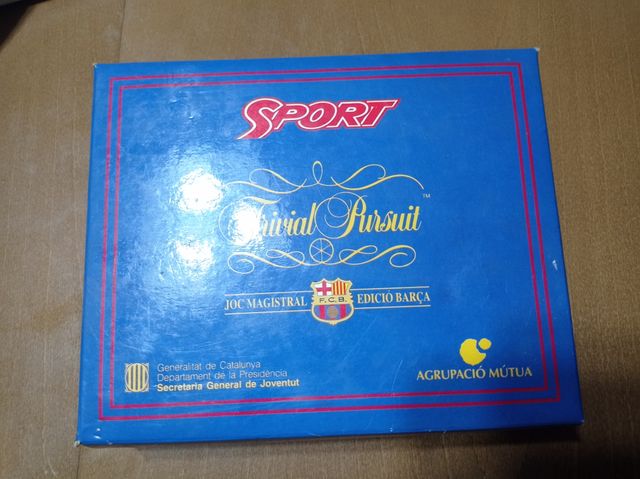 SPORT
Trivial Pursuit™
JOC MAGISTRAL F.C.B. EDICIÓ BARÇA
Generalitat de Catalunya
Departament de la Presidència
Secretaria General de Joventut
AGRUPACIÓ MÚTUA